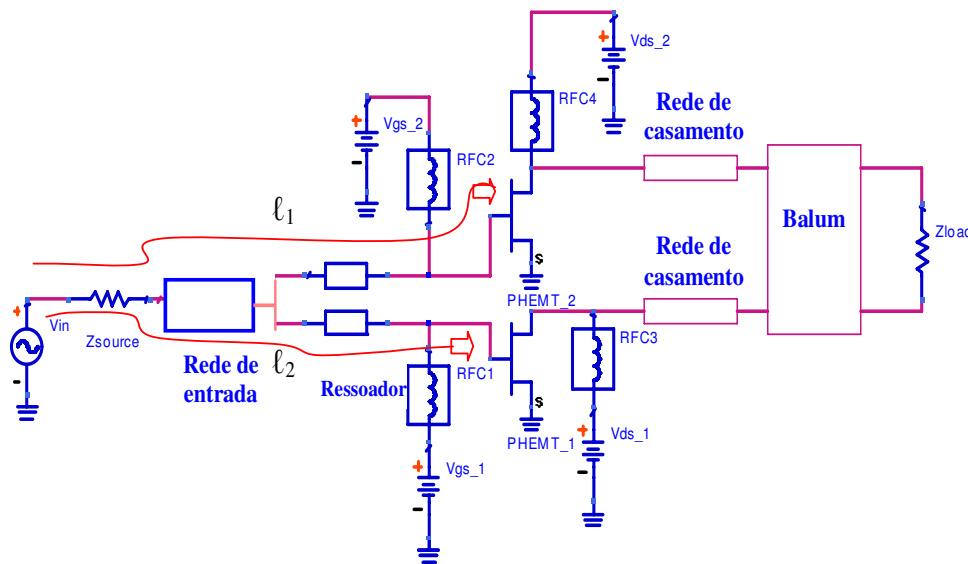 Vds_2
RFC4
Rede de
casamento
Vgs_2
RFC2
ℓ1
Balum
Zload
S
PHEMT_2
Rede de
casamento
Vin
Zsource
Rede de
entrada
ℓ2
Ressoador
RFC1
RFC3
S
PHEMT_1
Vds_1
Vgs_1